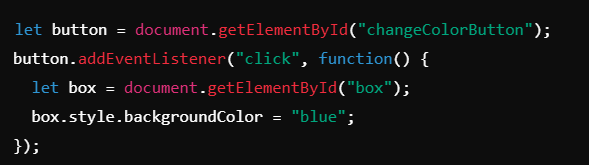 let button = document.getElementById("changeColorButton");
button.addEventListener("click", function() {
  let box = document.getElementById("box");
  box.style.backgroundColor = "blue";
});